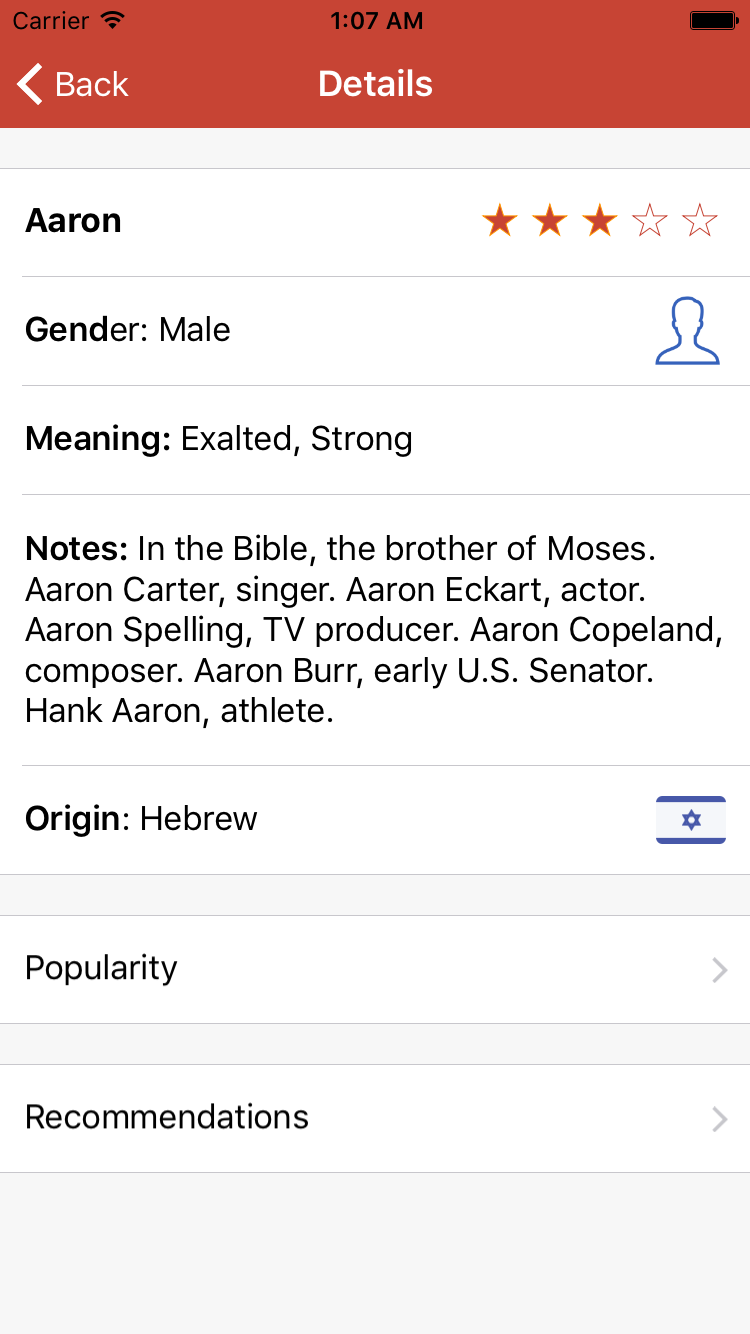 Carrier 1:07 AM
Back Details
Aaron
Gender: Male
Meaning: Exalted, Strong
Notes: In the Bible, the brother of Moses.
Aaron Carter, singer. Aaron Eckart, actor.
Aaron Spelling, TV producer. Aaron Copeland,
composer. Aaron Burr, early U.S. Senator.
Hank Aaron, athlete.
Origin: Hebrew
Popularity
Recommendations